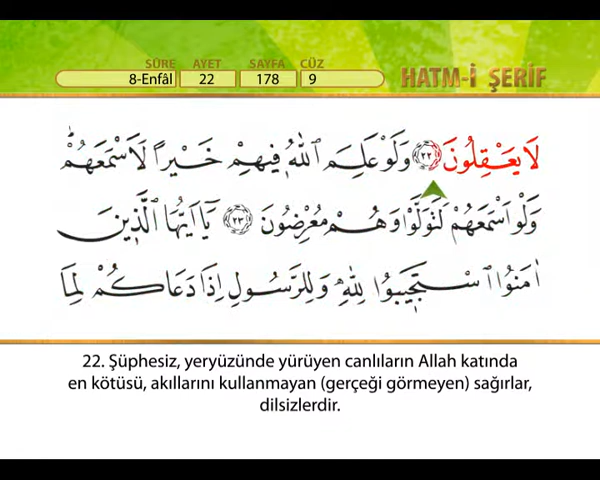 SÛRE AYET SAYFA CÜZ
8-Enfâl 22 178 9
HATM-İ ŞERİF
لَا يَعْقِلُونَ ﴿٢٢﴾ وَلَوْ عَلِمَ اللّٰهُ ف۪يهِمْ خَيْرًا لَاَسْمَعَهُمْۜ
وَلَوْ اَسْمَعَهُمْ لَتَوَلَّوْا وَهُمْ مُعْرِضُونَ ﴿٢٣﴾ يَٓا اَيُّهَا الَّذ۪ينَ
اٰمَنُوا اسْتَج۪يبُوا لِلّٰهِ وَلِلرَّسُولِ اِذَا دَعَاكُمْ لِمَا
22. Şüphesiz, yeryüzünde yürüyen canlıların Allah katında
en kötüsü, akıllarını kullanmayan (gerçeği görmeyen) sağırlar,
dilsizlerdir.